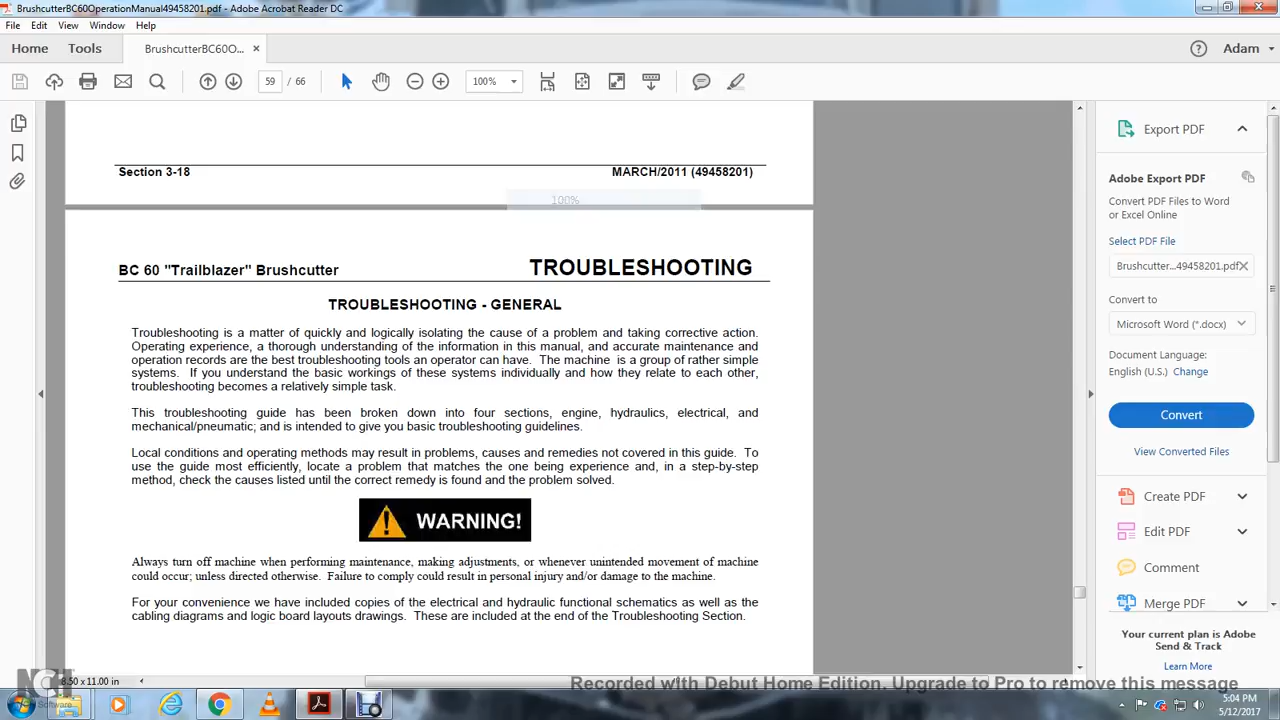 BrushcutterBC60OperationManual49458201.pdf - Adobe Acrobat Reader DC
File Edit View Window Help
Home Tools BrushcutterBC60O... × Adam
59 / 66 100%
Section 3-18 MARCH/2011 (49458201)
100%
BC 60 "Trailblazer" Brushcutter TROUBLESHOOTING
TROUBLESHOOTING - GENERAL
Troubleshooting is a matter of quickly and logically isolating the cause of a problem and taking corrective action.
Operating experience, a thorough understanding of the information in this manual, and accurate maintenance and
operation records are the best troubleshooting tools an operator can have. The machine is a group of rather simple
systems. If you understand the basic workings of these systems individually and how they relate to each other,
troubleshooting becomes a relatively simple task.
This troubleshooting guide has been broken down into four sections, engine, hydraulics, electrical, and
mechanical/pneumatic; and is intended to give you basic troubleshooting guidelines.
Local conditions and operating methods may result in problems, causes and remedies not covered in this guide. To
use the guide most efficiently, locate a problem that matches the one being experience and, in a step-by-step
method, check the causes listed until the correct remedy is found and the problem solved.
WARNING!
Always turn off machine when performing maintenance, making adjustments, or whenever unintended movement of machine
could occur; unless directed otherwise. Failure to comply could result in personal injury and/or damage to the machine.
For your convenience we have included copies of the electrical and hydraulic functional schematics as well as the
cabling diagrams and logic board layouts drawings. These are included at the end of the Troubleshooting Section.
8.50 x 11.00 in
Export PDF
Adobe Export PDF
Convert PDF Files to Word
or Excel Online
Select PDF File
Brushcutter...49458201.pdf
Convert to
Microsoft Word (*.docx)
Document Language:
English (U.S.) Change
Convert
View Converted Files
Create PDF
Edit PDF
Comment
Merge PDF
Your current plan is Adobe
Send & Track
Learn More
Recorded with Debut Home Edition. Upgrade to Pro to remove this message
NCH Software
5:04 PM
5/12/2017